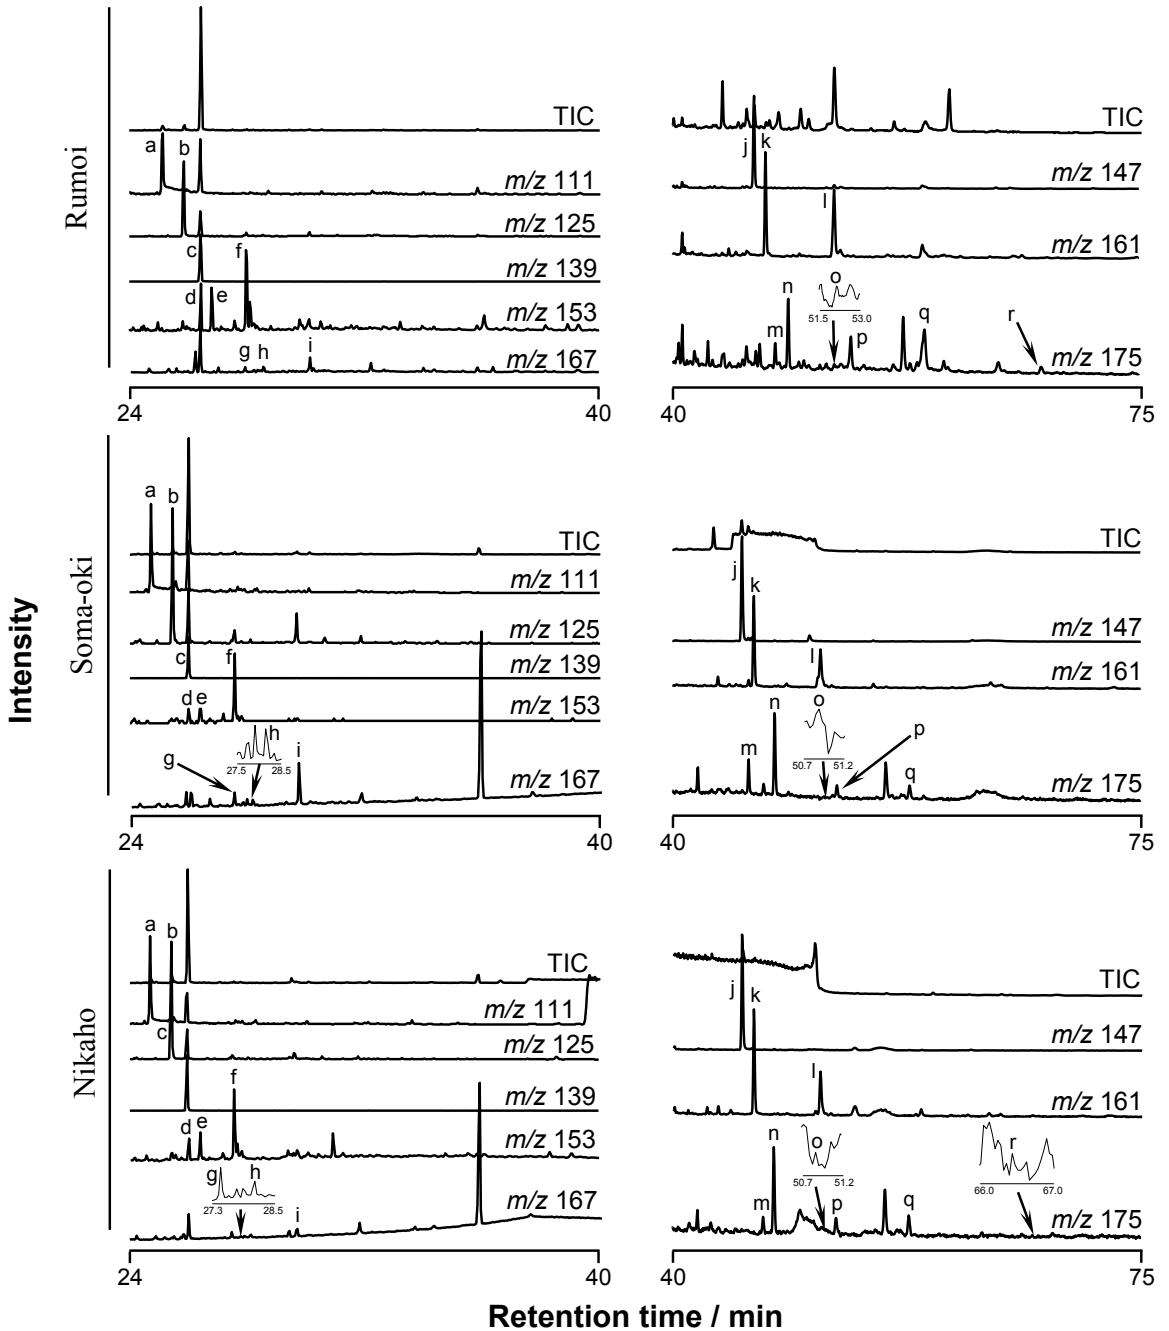 Intensity
Rumoi
TIC
a
b
m/z 111
m/z 125
c
f
m/z 139
d
e
m/z 153
g
h
i
m/z 167
24
40
TIC
j
k
m/z 147
l
m/z 161
n
o
51.5
53.0
m
p
q
r
m/z 175
40
75
Soma-oki
a
b
TIC
m/z 111
m/z 125
c
f
m/z 139
d
e
m/z 153
g
h
27.5
28.5
i
m/z 167
24
40
TIC
j
k
m/z 147
l
m/z 161
m
n
o
50.7
51.2
p
q
m/z 175
40
75
Nikaho
a
b
TIC
m/z 111
c
m/z 125
f
m/z 139
d
e
m/z 153
g
h
27.3
28.5
i
m/z 167
24
40
TIC
j
k
m/z 147
l
m/z 161
n
o
50.7
51.2
r
66.0
67.0
m
p
q
m/z 175
40
75
Retention time / min